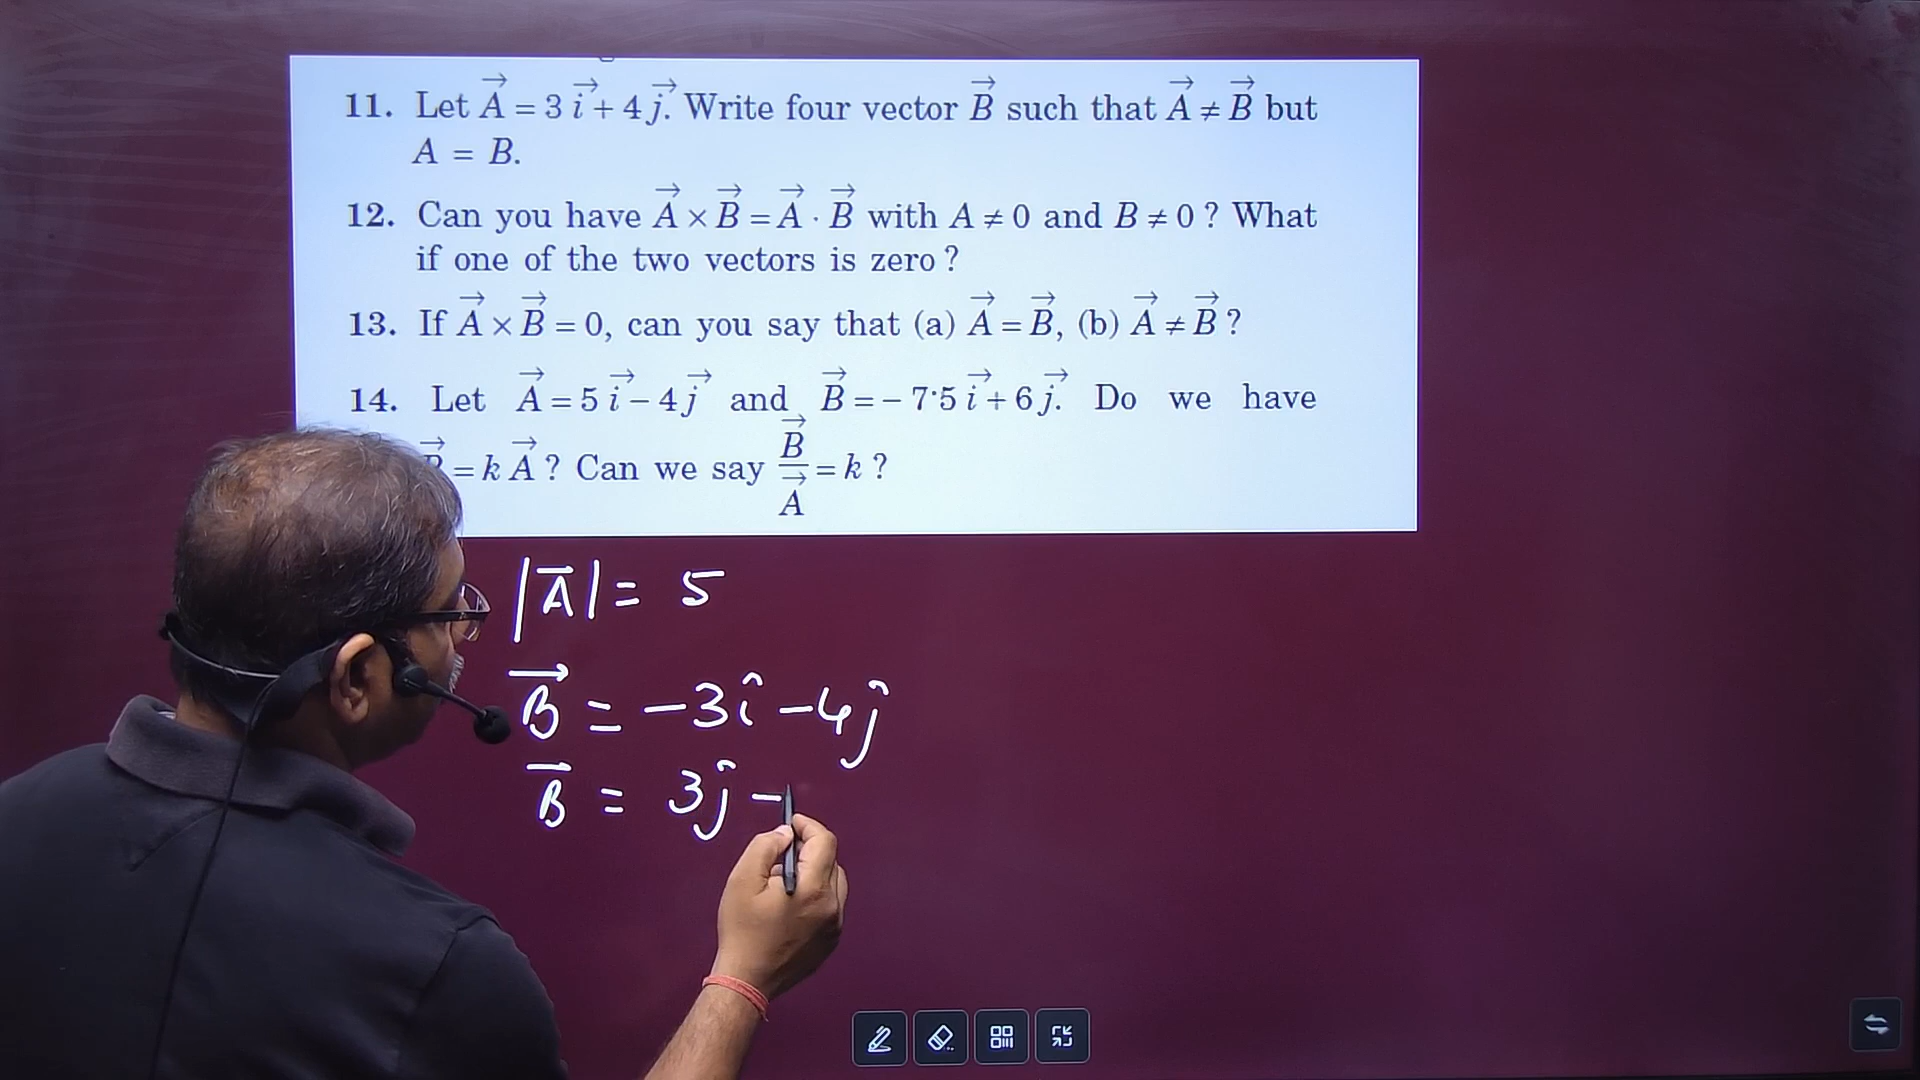 11. Let A⃗ = 3 i⃗ + 4 j⃗. Write four vector B⃗ such that A⃗ ≠ B⃗ but
A = B.
12. Can you have A⃗ × B⃗ = A⃗ · B⃗ with A ≠ 0 and B ≠ 0 ? What
if one of the two vectors is zero ?
13. If A⃗ × B⃗ = 0, can you say that (a) A⃗ = B⃗, (b) A⃗ ≠ B⃗ ?
14. Let A⃗ = 5 i⃗ − 4 j⃗ and B⃗ = − 7·5 i⃗ + 6 j⃗. Do we have
B⃗ = k A⃗ ? Can we say B⃗/A⃗ = k ?
|A⃗| = 5
B⃗ = −3î −4ĵ
B⃗ = 3ĵ −